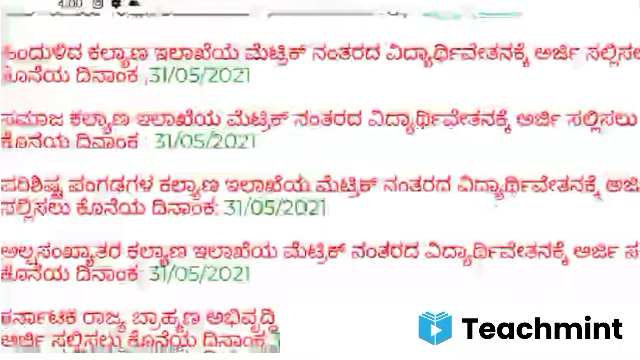 4.00
ಹಿಂದುಳಿದ ಕಲ್ಯಾಣ ಇಲಾಖೆಯ ಮೆಟ್ರಿಕ್ ನಂತರದ ವಿದ್ಯಾರ್ಥಿವೇತನಕ್ಕೆ ಅರ್ಜಿ ಸಲ್ಲಿಸಲ
ಕೊನೆಯ ದಿನಾಂಕ ,31/05/2021
ಸಮಾಜ ಕಲ್ಯಾಣ ಇಲಾಖೆಯ ಮೆಟ್ರಿಕ್ ನಂತರದ ವಿದ್ಯಾರ್ಥಿವೇತನಕ್ಕೆ ಅರ್ಜಿ ಸಲ್ಲಿಸಲು
ಕೊನೆಯ ದಿನಾಂಕ : 31/05/2021
ಪರಿಶಿಷ್ಟ ಪಂಗಡಗಳ ಕಲ್ಯಾಣ ಇಲಾಖೆಯ ಮೆಟ್ರಿಕ್ ನಂತರದ ವಿದ್ಯಾರ್ಥಿವೇತನಕ್ಕೆ ಅರ್ಜಿ
ಸಲ್ಲಿಸಲು ಕೊನೆಯ ದಿನಾಂಕ: 31/05/2021
ಅಲ್ಪಸಂಖ್ಯಾತರ ಕಲ್ಯಾಣ ಇಲಾಖೆಯ ಮೆಟ್ರಿಕ್ ನಂತರದ ವಿದ್ಯಾರ್ಥಿವೇತನಕ್ಕೆ ಅರ್ಜಿ ಸ
ಕೊನೆಯ ದಿನಾಂಕ: 31/05/2021
ಕರ್ನಾಟಕ ರಾಜ್ಯ ಬ್ರಾಹ್ಮಣ ಅಭಿವೃದ್ಧಿ
ಅರ್ಜಿ ಸಲ್ಲಿಸಲು ಕೊನೆಯ ದಿನಾಂಕ
Teachmint